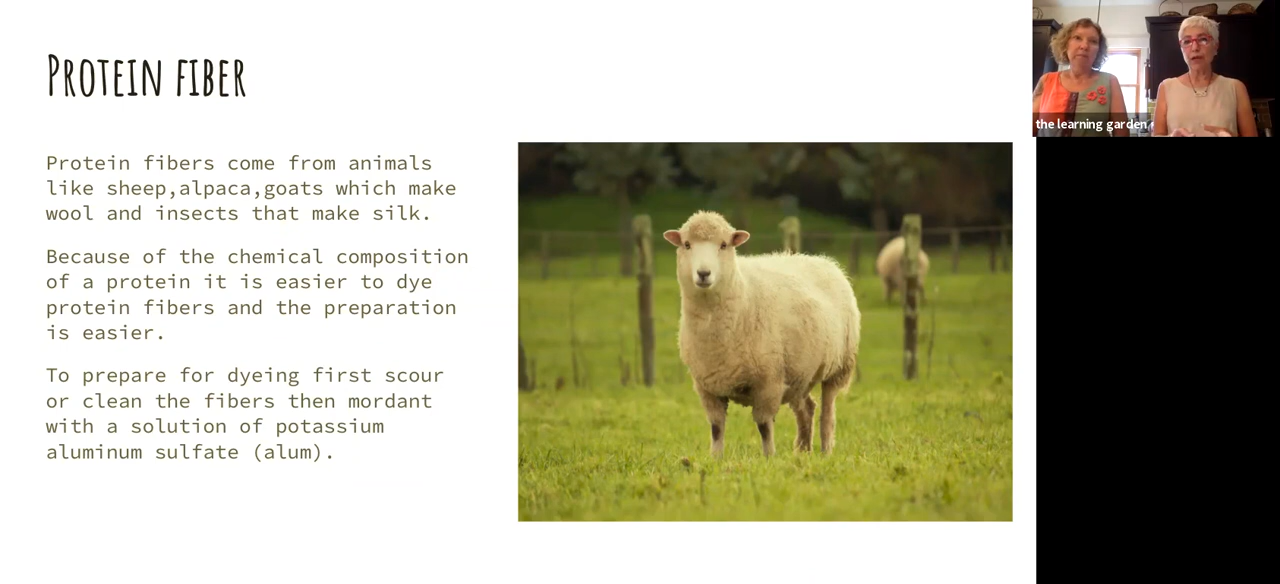 Protein fiber
Protein fibers come from animals
like sheep,alpaca,goats which make
wool and insects that make silk.
Because of the chemical composition
of a protein it is easier to dye
protein fibers and the preparation
is easier.
To prepare for dyeing first scour
or clean the fibers then mordant
with a solution of potassium
aluminum sulfate (alum).
the learning garden